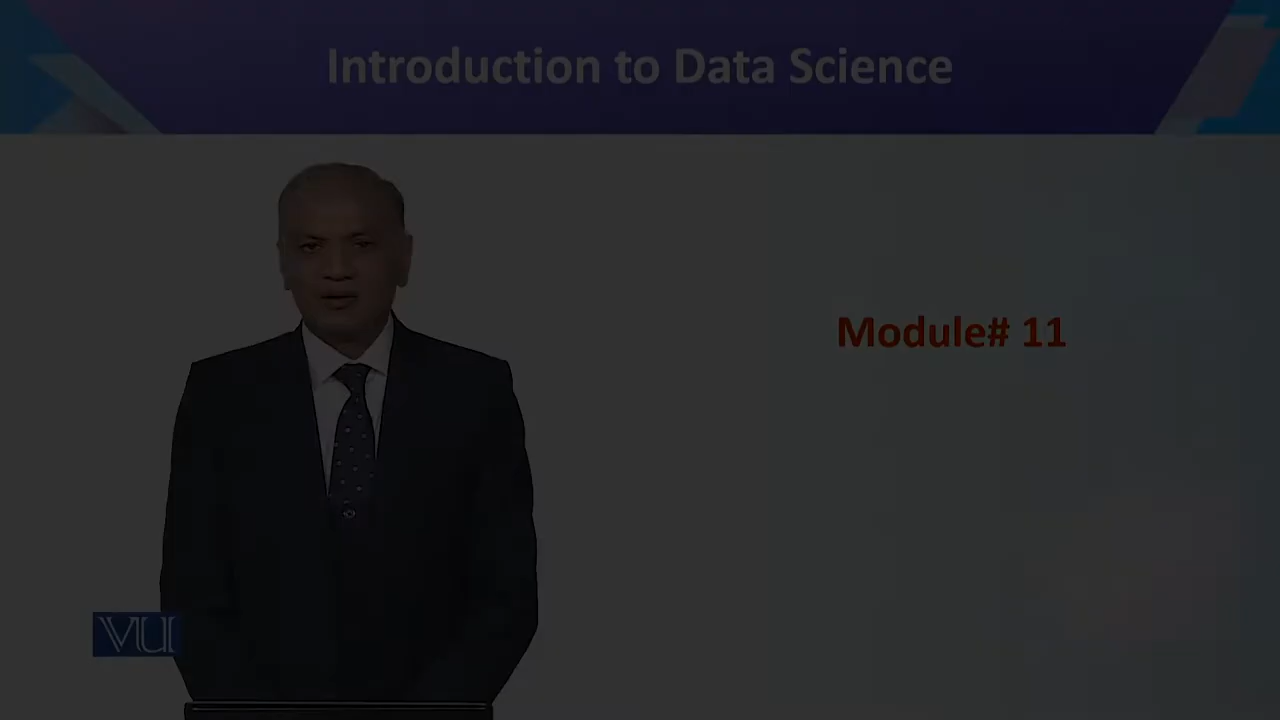 Introduction to Data Science
Module# 11
VU